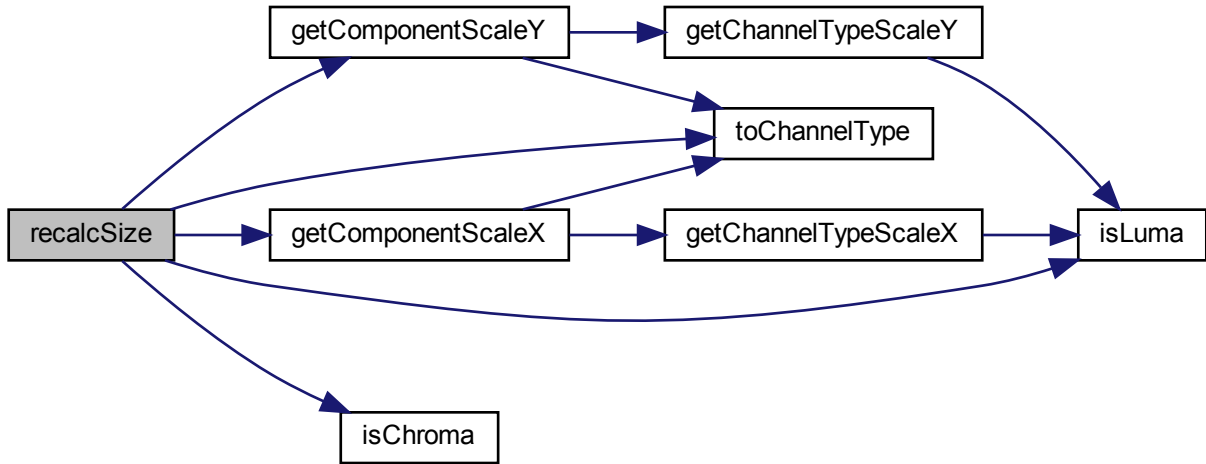 getComponentScaleY
getChannelTypeScaleY
toChannelType
recalcSize
getComponentScaleX
getChannelTypeScaleX
isLuma
isChroma